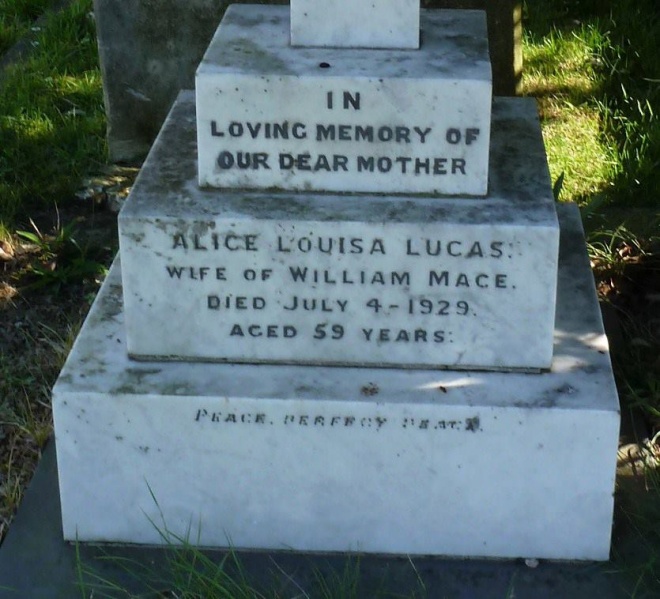 IN
LOVING MEMORY OF
OUR DEAR MOTHER
ALICE LOUISA LUCAS.
WIFE OF WILLIAM MACE.
DIED JULY 4-1929.
AGED 59 YEARS.
PEACE, PERFECT PEACE.